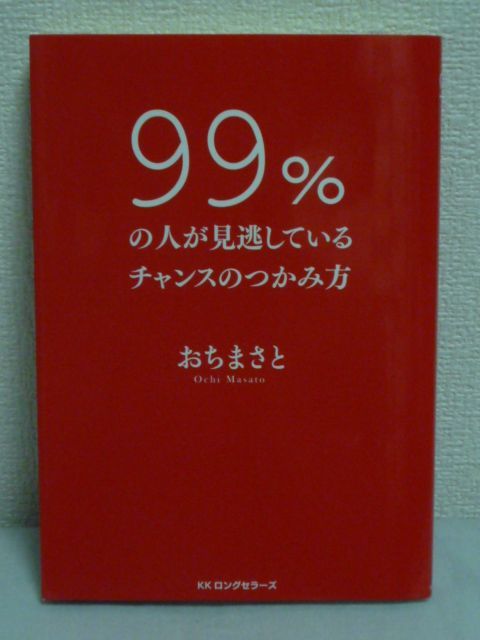 99%
の人が見逃している
チャンスのつかみ方
おちまさと
Ochi Masato
KK ロングセラーズ